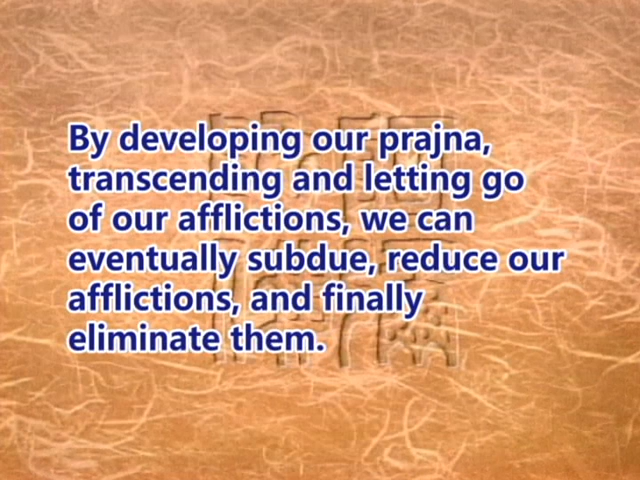 By developing our prajna,
transcending and letting go
of our afflictions, we can
eventually subdue, reduce our
afflictions, and finally
eliminate them.